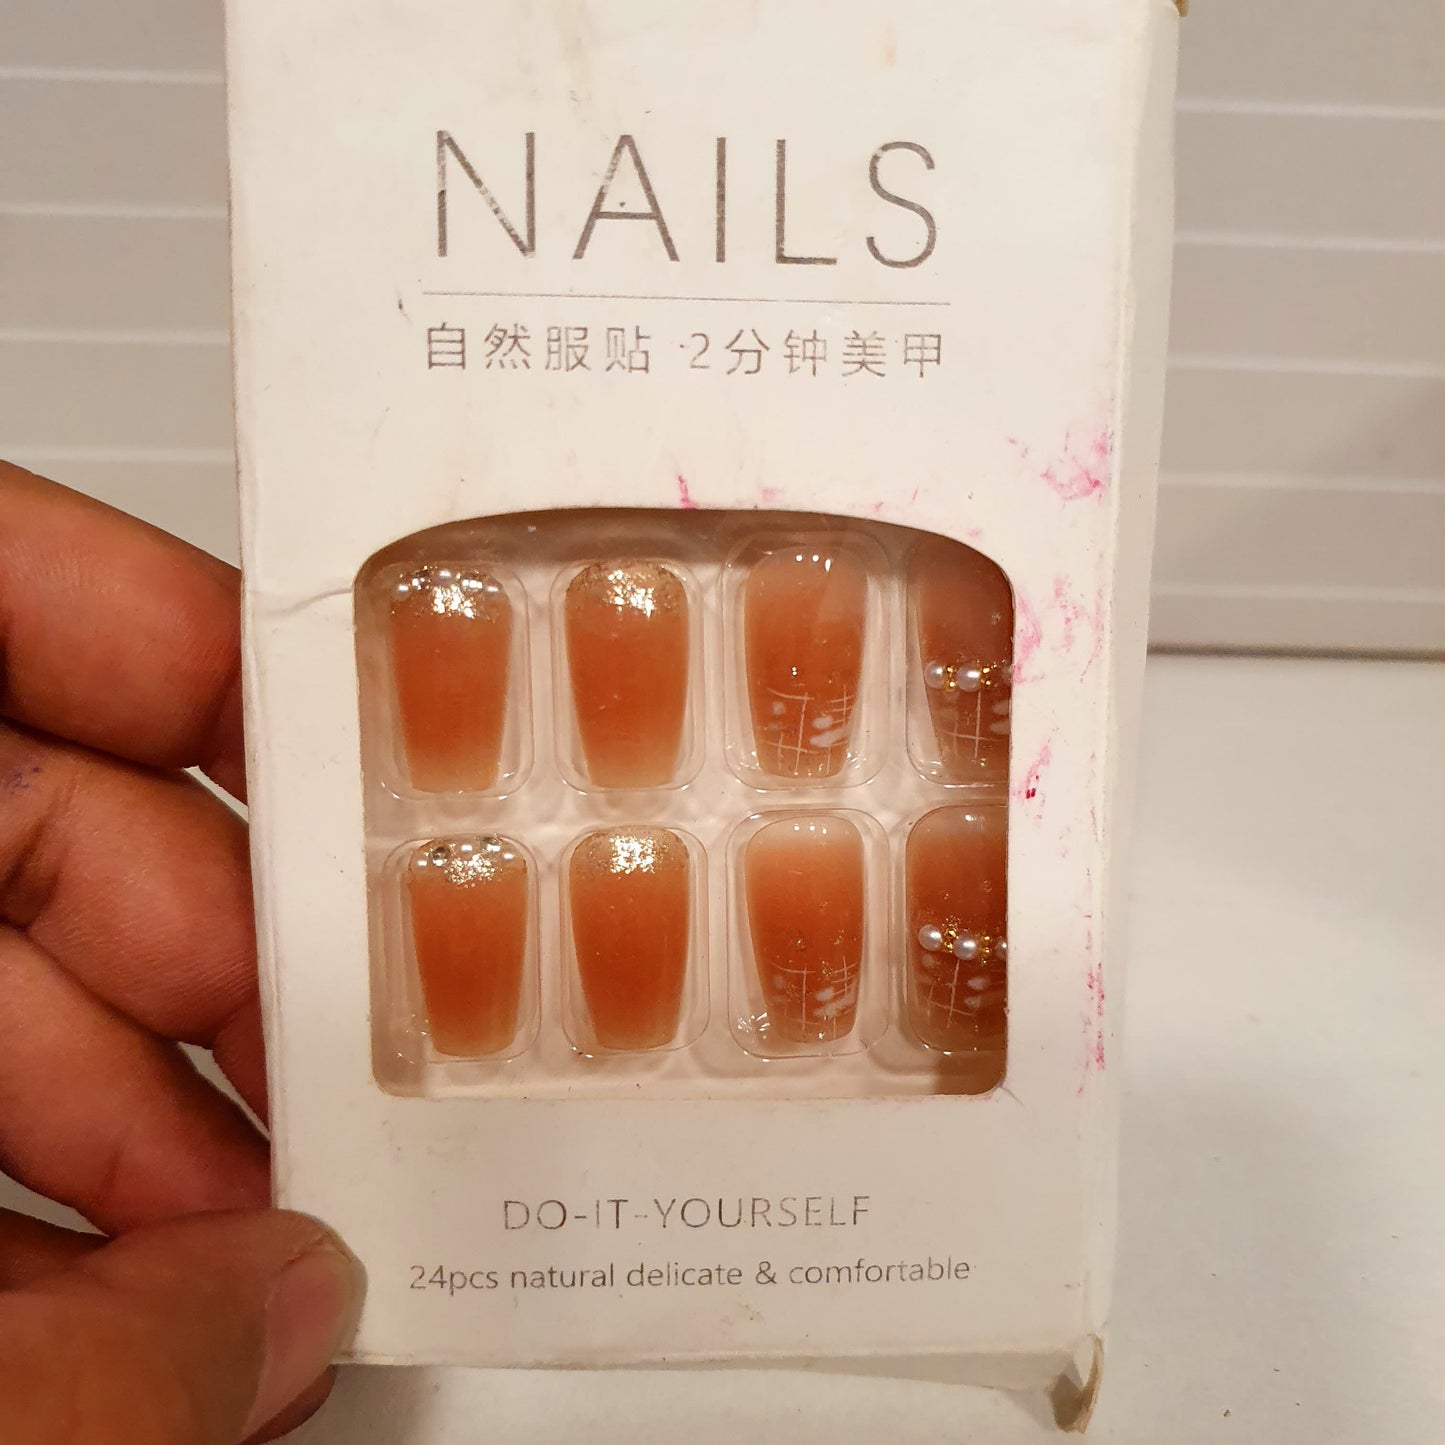 NAILS
自然服贴 2分钟美甲
DO-IT-YOURSELF
24pcs natural delicate & comfortable